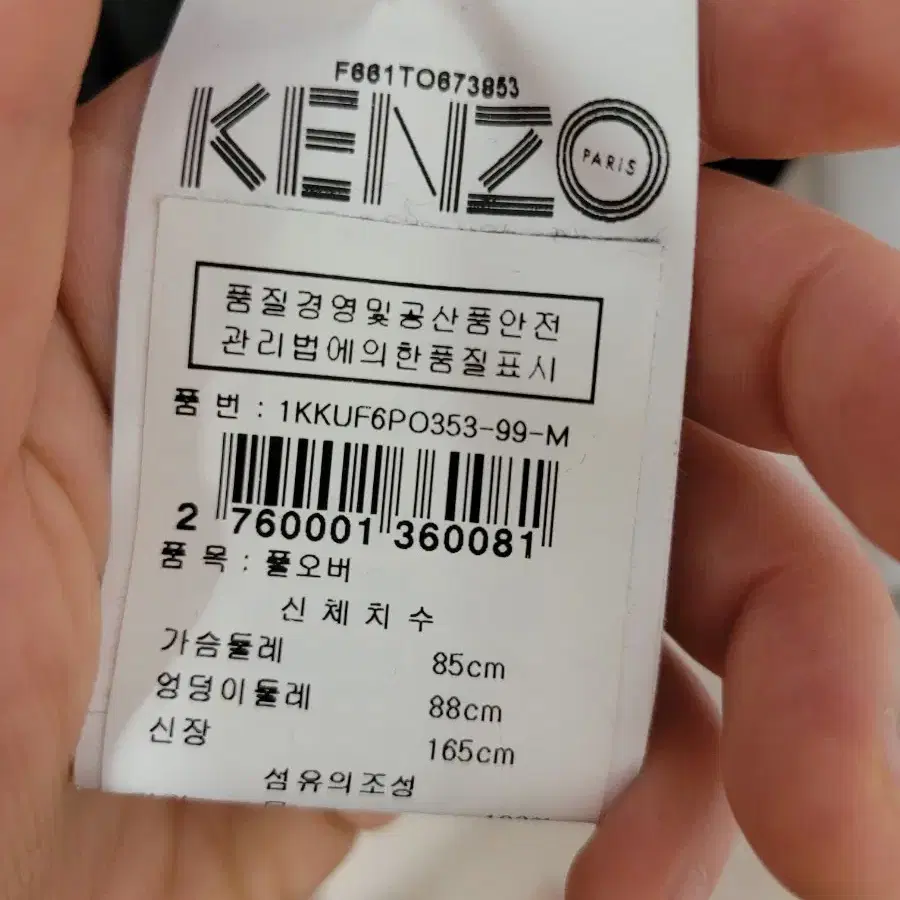 F661TO673853
KENZO PARIS
품질경영및공산품안전
관리법에의한품질표시
품 번 : 1KKUF6PO353-99-M
2 760001 360081
품 목 : 풀오버
신 체 치 수
가슴둘레 85cm
엉덩이둘레 88cm
신장 165cm
섬유의조성